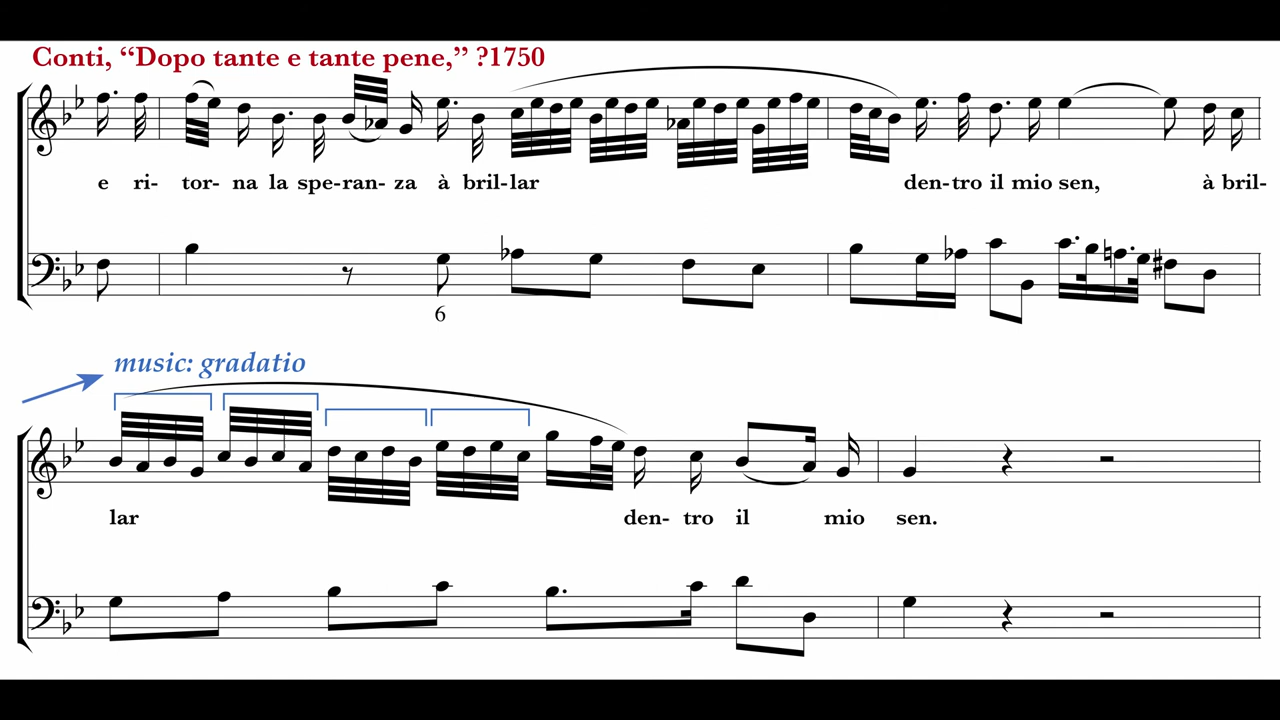 Conti, “Dopo tante e tante pene,” ?1750
e ri- tor- na la spe-ran- za à bril-lar den-tro il mio sen, à bril-
6
music: gradatio
lar den- tro il mio sen.